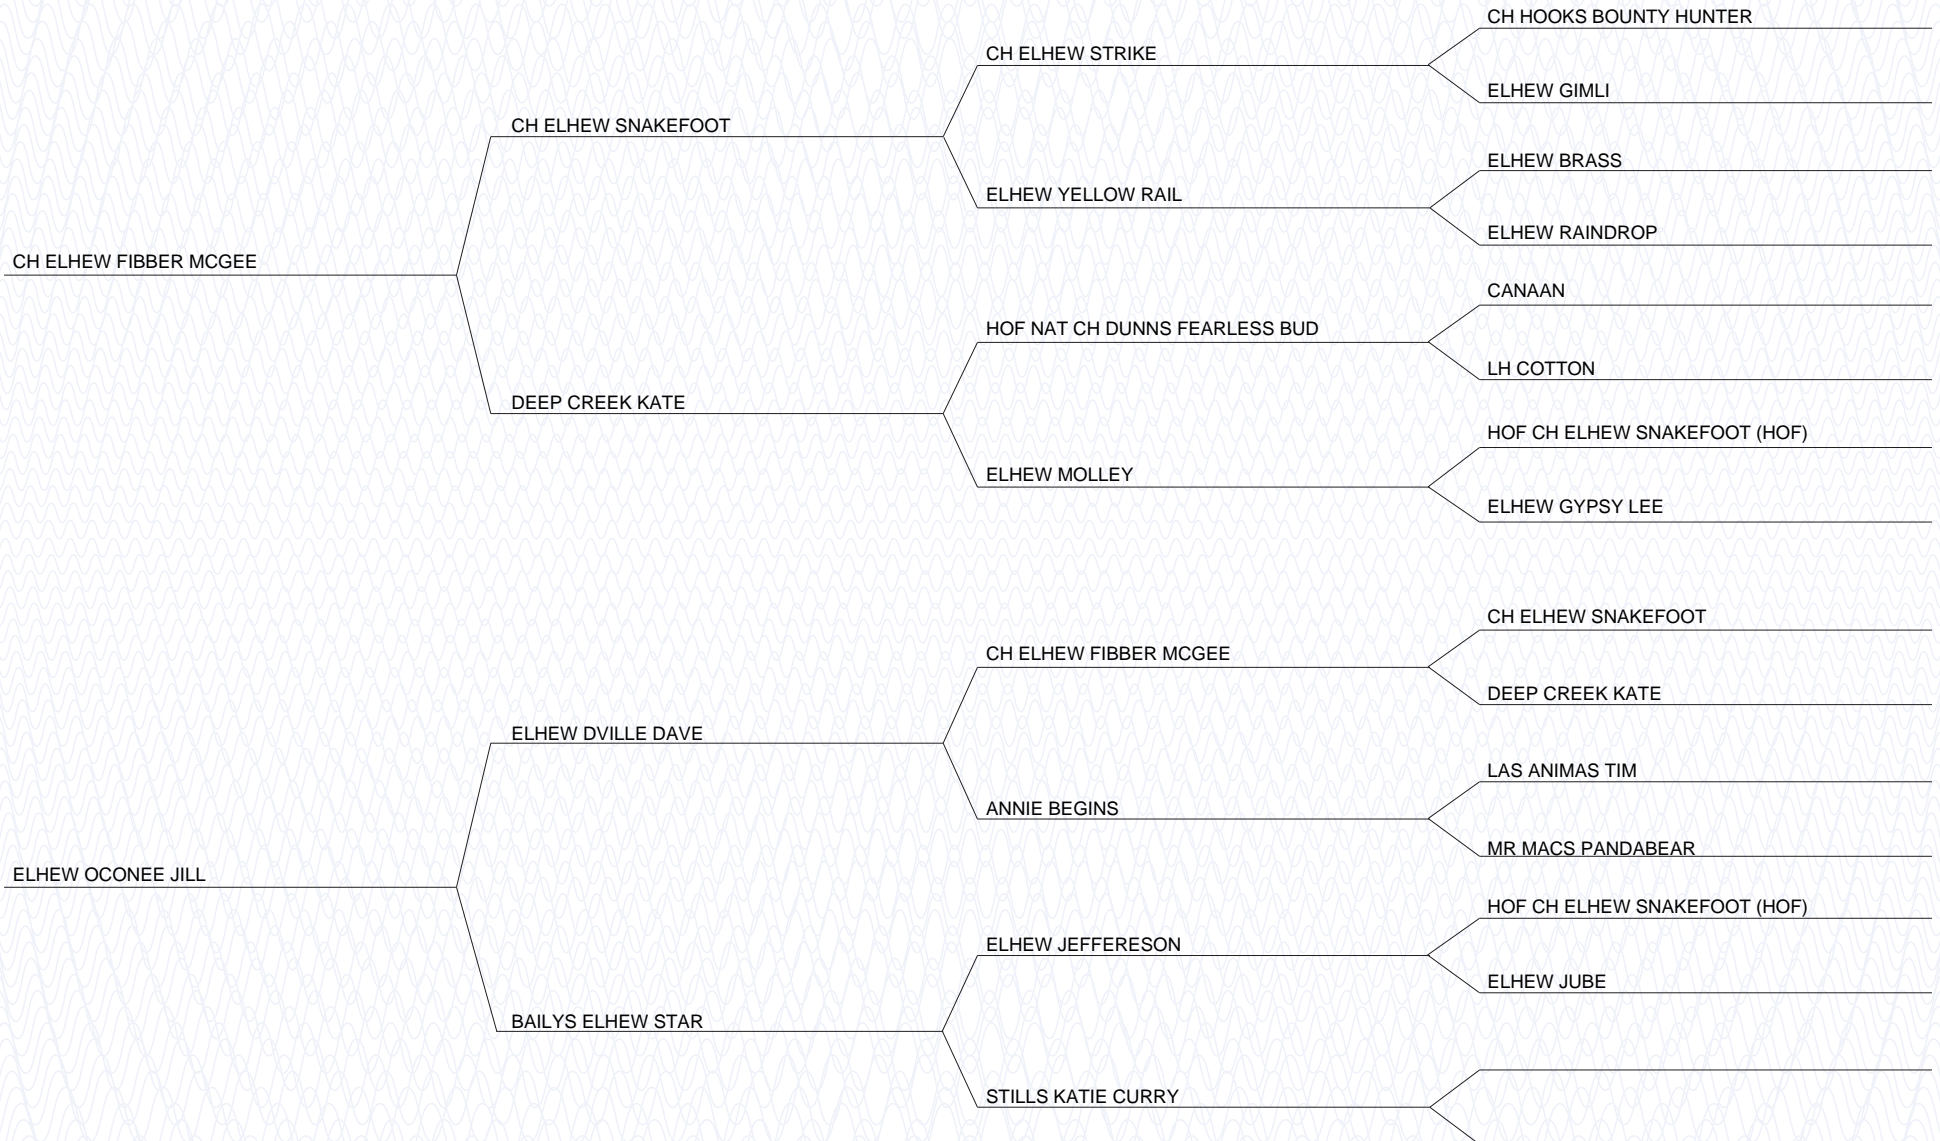 CH HOOKS BOUNTY HUNTER
CH ELHEW STRIKE
ELHEW GIMLI
CH ELHEW SNAKEFOOT
ELHEW BRASS
ELHEW YELLOW RAIL
ELHEW RAINDROP
CH ELHEW FIBBER MCGEE
CANAAN
HOF NAT CH DUNNS FEARLESS BUD
LH COTTON
DEEP CREEK KATE
HOF CH ELHEW SNAKEFOOT (HOF)
ELHEW MOLLEY
ELHEW GYPSY LEE
CH ELHEW SNAKEFOOT
CH ELHEW FIBBER MCGEE
DEEP CREEK KATE
ELHEW DVILLE DAVE
LAS ANIMAS TIM
ANNIE BEGINS
MR MACS PANDABEAR
ELHEW OCONEE JILL
HOF CH ELHEW SNAKEFOOT (HOF)
ELHEW JEFFERESON
ELHEW JUBE
BAILYS ELHEW STAR
STILLS KATIE CURRY